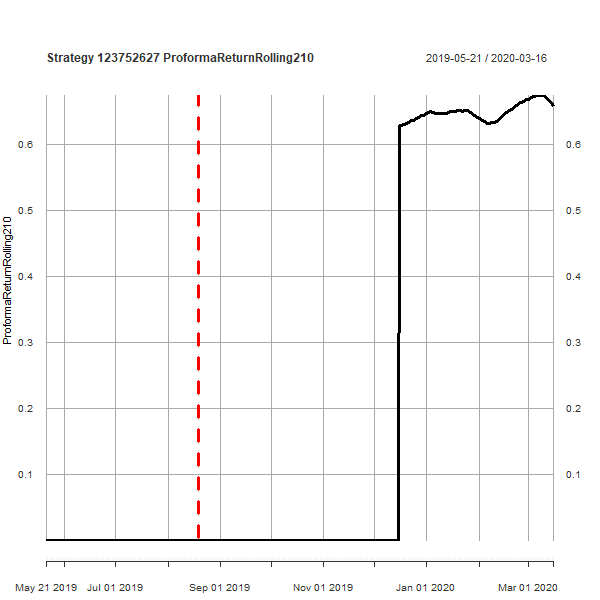 Strategy 123752627 ProformaReturnRolling210 2019-05-21 / 2020-03-16
0.6 0.6
0.5 0.5
0.4 0.4
0.3 0.3
0.2 0.2
0.1 0.1
ProformaReturnRolling210
May 21 2019 Jul 01 2019 Sep 01 2019 Nov 01 2019 Jan 01 2020 Mar 01 2020